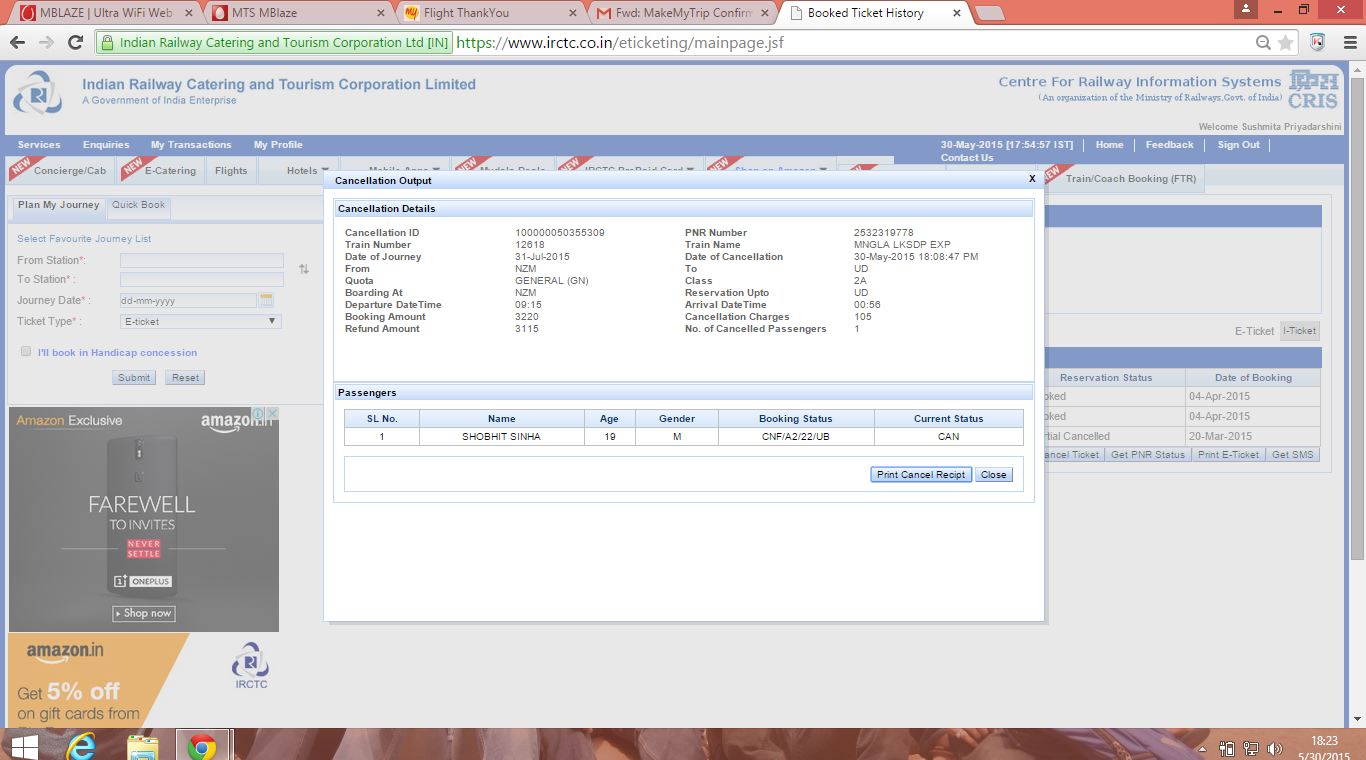 MBLAZE | Ultra WiFi Web
MTS MBlaze
Flight ThankYou
Fwd: MakeMyTrip Confirm
Booked Ticket History
Indian Railway Catering and Tourism Corporation Ltd [IN] https://www.irctc.co.in/eticketing/mainpage.jsf
Indian Railway Catering and Tourism Corporation Limited
A Government of India Enterprise
Centre For Railway Information Systems
(An organization of the Ministry of Railways,Govt. of India)
CRIS
Welcome Sushmita Priyadarshini
Services Enquiries My Transactions My Profile
30-May-2015 [17:54:57 IST] Home Feedback Sign Out
Contact Us
NEW Concierge/Cab NEW E-Catering Flights Hotels
NEW Train/Coach Booking (FTR)
Plan My Journey Quick Book
Select Favourite Journey List
From Station*:
To Station* :
Journey Date* : dd-mm-yyyy
Ticket Type* : E-ticket
I'll book in Handicap concession
Submit Reset
Amazon Exclusive amazon.in
FAREWELL
TO INVITES
NEVER
SETTLE
1+ ONEPLUS
Shop now
amazon.in
IRCTC
Get 5% off
on gift cards from
Cancellation Output X
Cancellation Details
Cancellation ID 100000050355309 PNR Number 2532319778
Train Number 12618 Train Name MNGLA LKSDP EXP
Date of Journey 31-Jul-2015 Date of Cancellation 30-May-2015 18:08:47 PM
From NZM To UD
Quota GENERAL (GN) Class 2A
Boarding At NZM Reservation Upto UD
Departure DateTime 09:15 Arrival DateTime 00:56
Booking Amount 3220 Cancellation Charges 105
Refund Amount 3115 No. of Cancelled Passengers 1
Passengers
SL No. Name Age Gender Booking Status Current Status
1 SHOBHIT SINHA 19 M CNF/A2/22/UB CAN
Print Cancel Recipt Close
E-Ticket I-Ticket
Reservation Status Date of Booking
oked 04-Apr-2015
oked 04-Apr-2015
rtial Cancelled 20-Mar-2015
ancel Ticket Get PNR Status Print E-Ticket Get SMS
18:23
5/30/2015